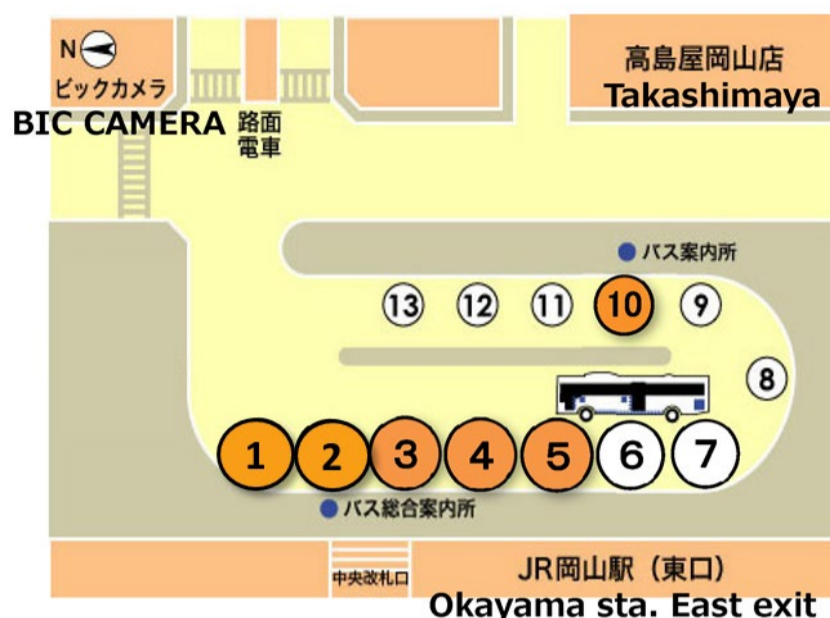 N
ビックカメラ
BIC CAMERA
路面
電車
高島屋岡山店
Takashimaya
バス案内所
13 12 11 10 9
8
1 2 3 4 5 6 7
バス総合案内所
中央改札口
JR岡山駅（東口）
Okayama sta. East exit